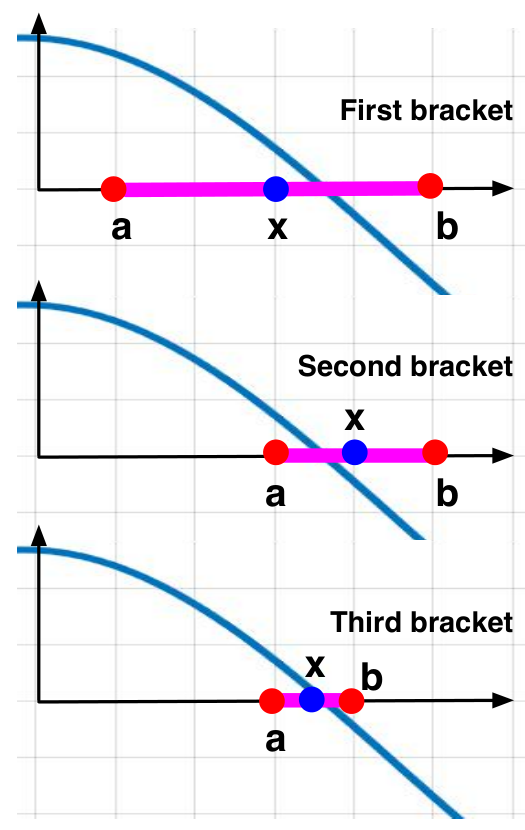 First bracket
a x b
Second bracket
x
a b
Third bracket
x b
a